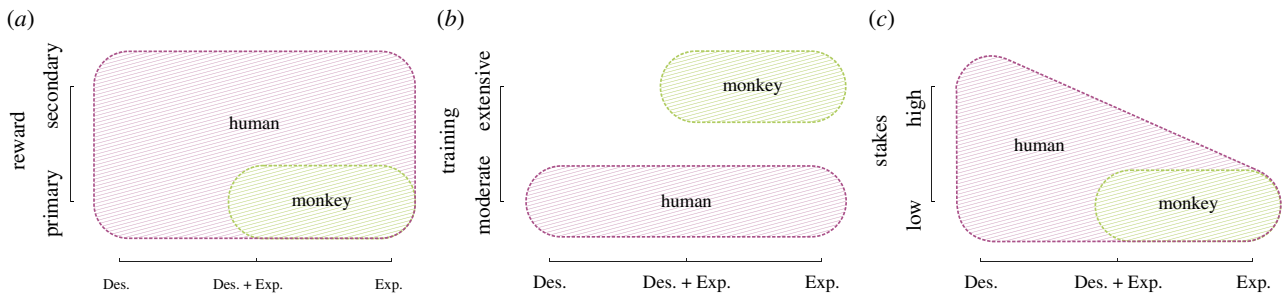 (a)
reward
secondary
primary
human
monkey
Des.
Des. + Exp.
Exp.
(b)
training
extensive
moderate
monkey
human
Des.
Des. + Exp.
Exp.
(c)
stakes
high
low
human
monkey
Des.
Des. + Exp.
Exp.